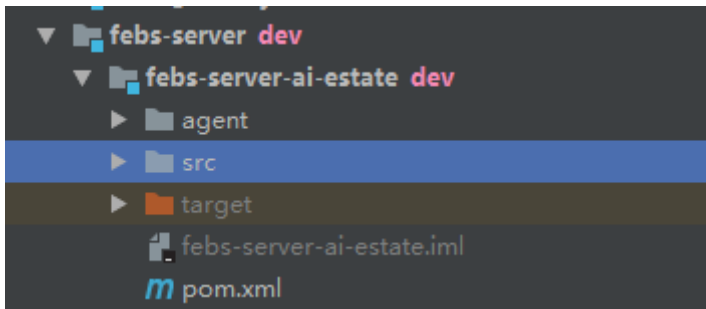 febs-server dev
febs-server-ai-estate dev
agent
src
target
febs-server-ai-estate.iml
pom.xml